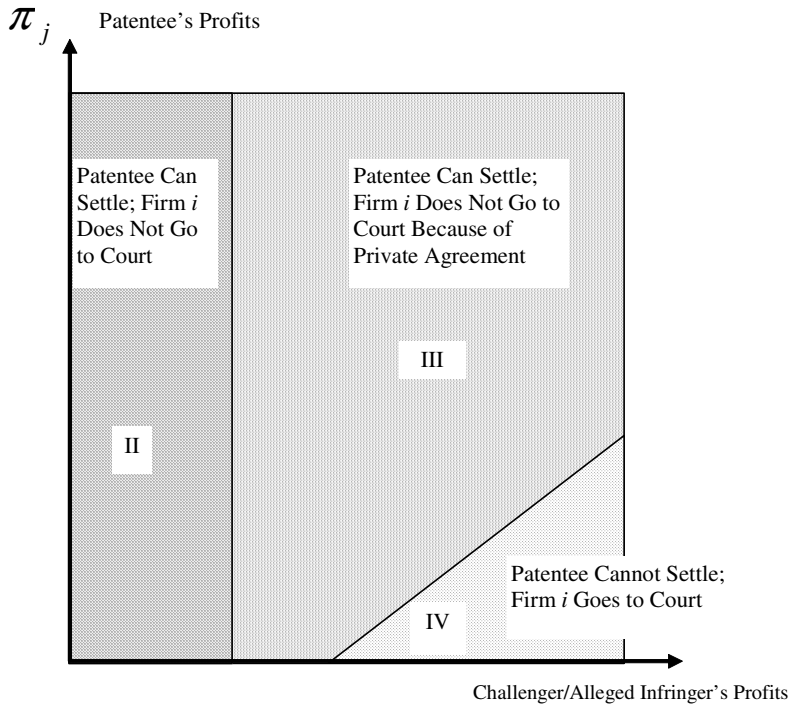 π j Patentee's Profits
Patentee Can
Settle; Firm i
Does Not Go
to Court
Patentee Can Settle;
Firm i Does Not Go to
Court Because of
Private Agreement
III
II
Patentee Cannot Settle;
Firm i Goes to Court
IV
Challenger/Alleged Infringer's Profits